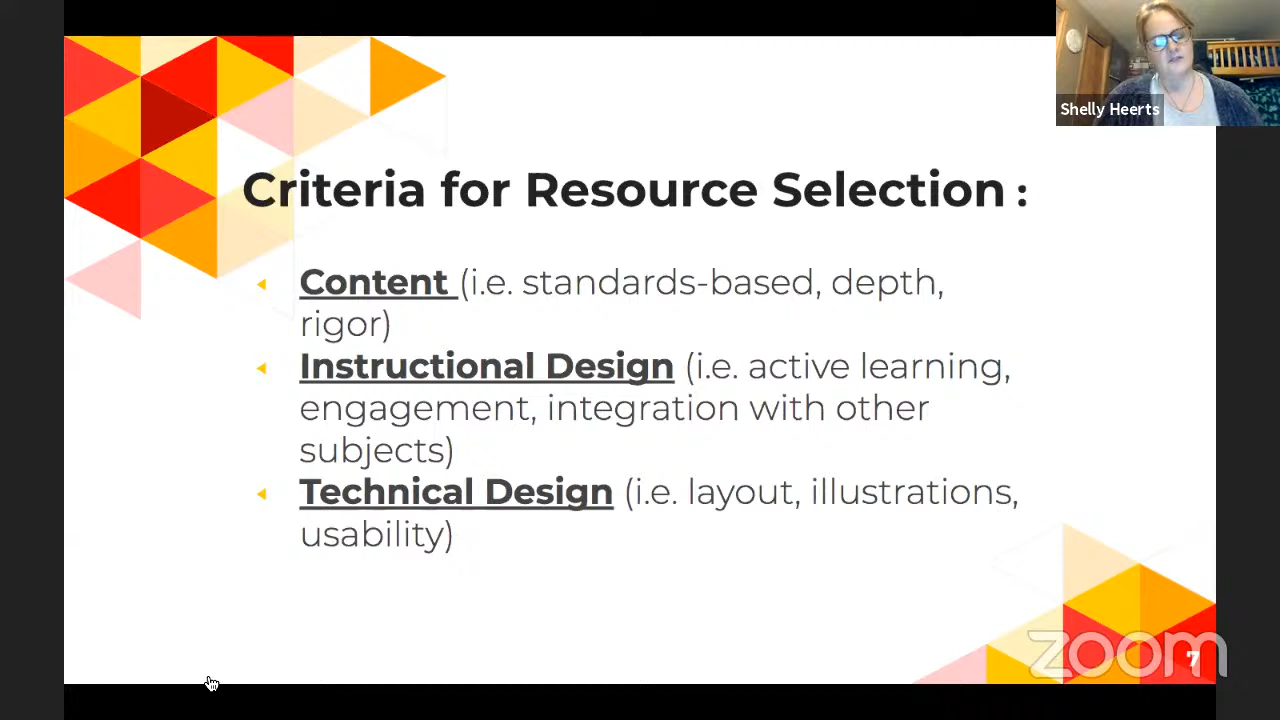 Shelly Heerts
Criteria for Resource Selection :
Content (i.e. standards-based, depth,
rigor)
Instructional Design (i.e. active learning,
engagement, integration with other
subjects)
Technical Design (i.e. layout, illustrations,
usability)
zoom
7